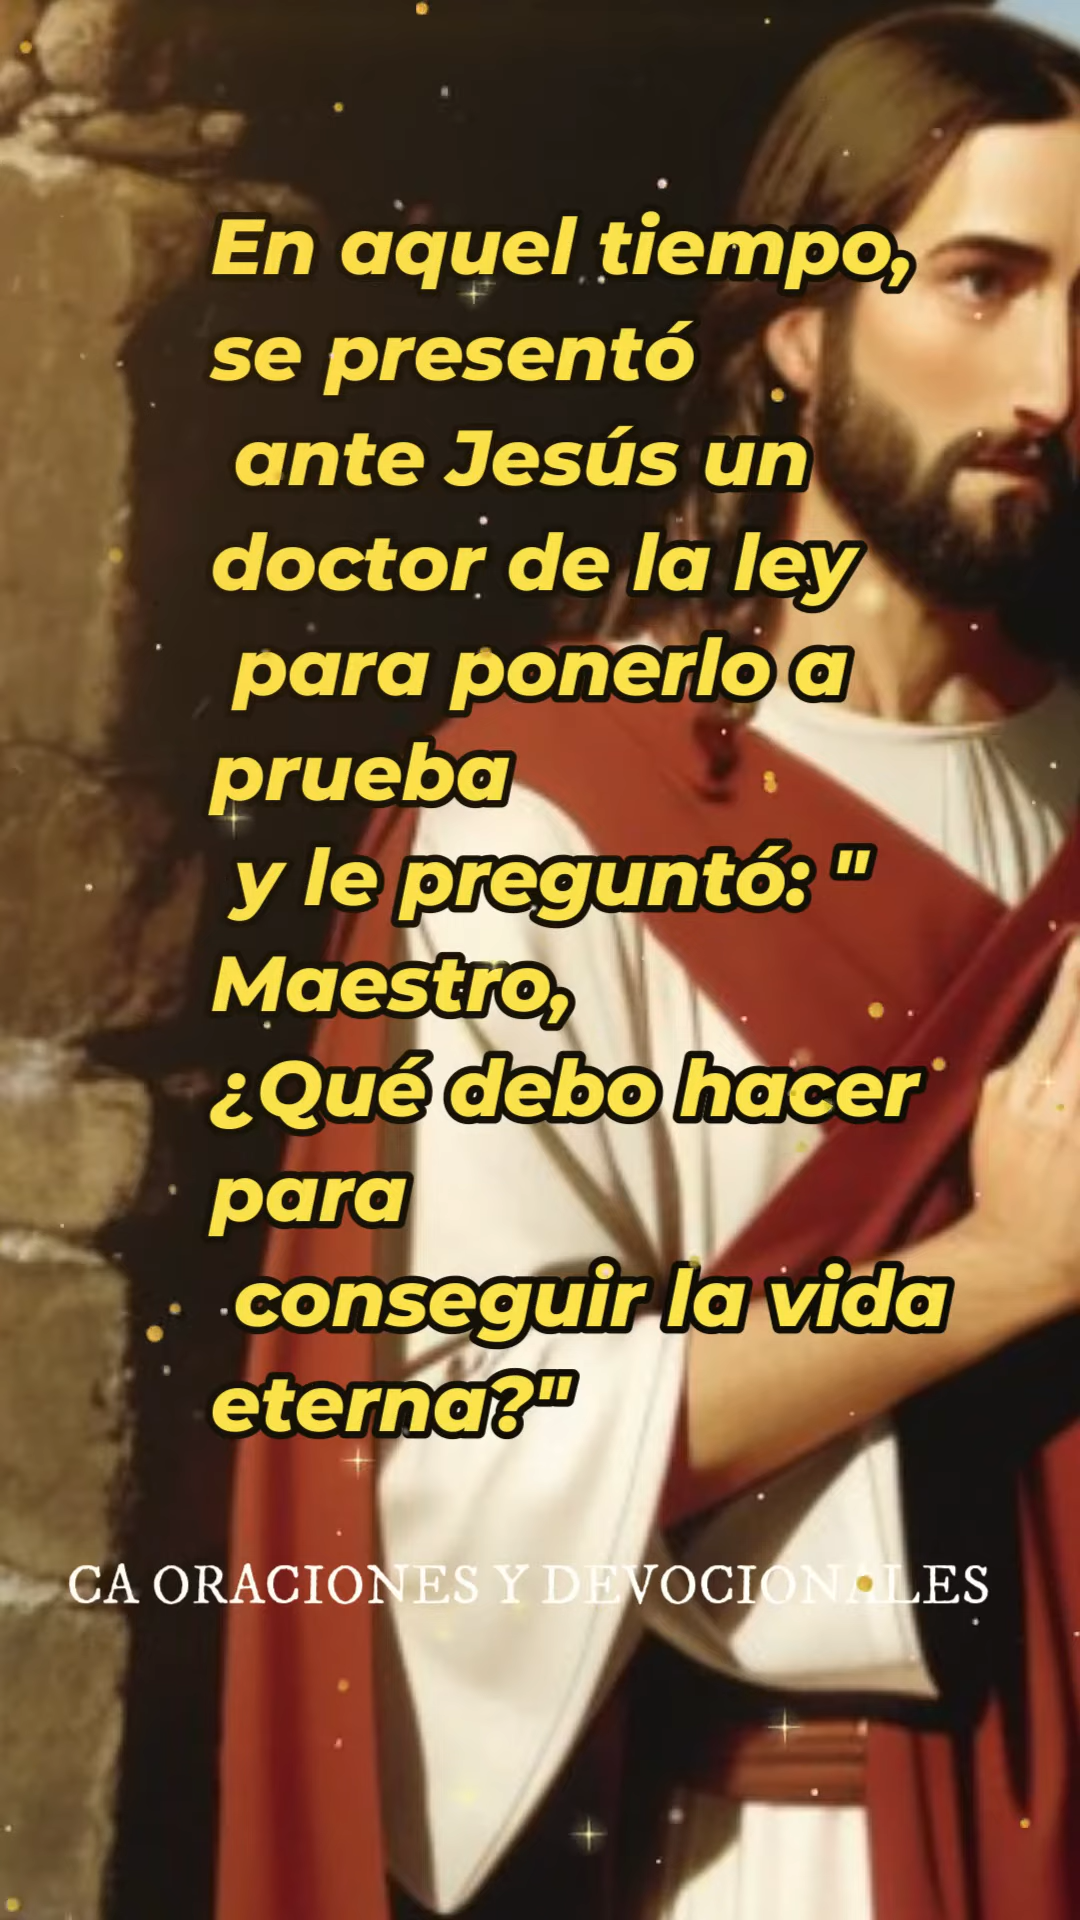 En aquel tiempo,
se presentó
ante Jesús un
doctor de la ley
para ponerlo a
prueba
y le preguntó: "
Maestro,
¿Qué debo hacer
para
conseguir la vida
eterna?"
CA ORACIONES Y DEVOCIONALES